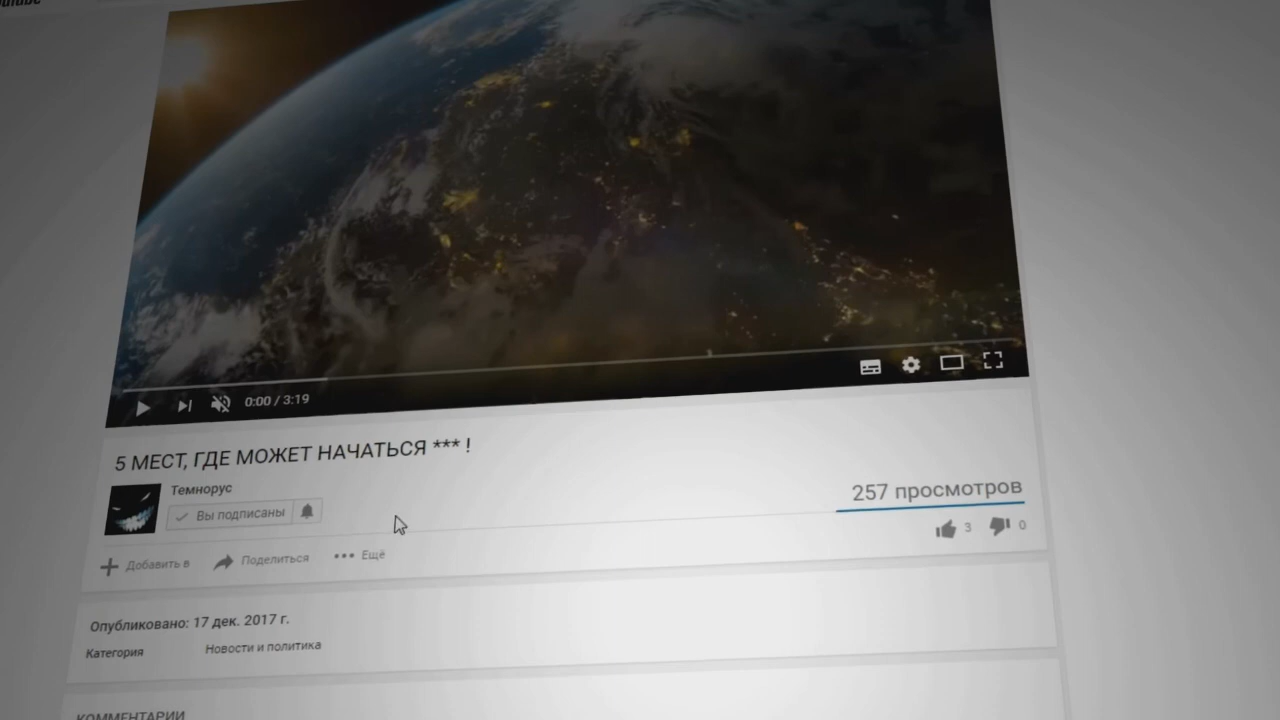 0:00 / 3:19
5 МЕСТ, ГДЕ МОЖЕТ НАЧАТЬСЯ *** !
Темнорус
Вы подписаны
257 просмотров
3 0
Добавить в Поделиться Ещё
Опубликовано: 17 дек. 2017 г.
Категория Новости и политика
КОММЕНТАРИИ